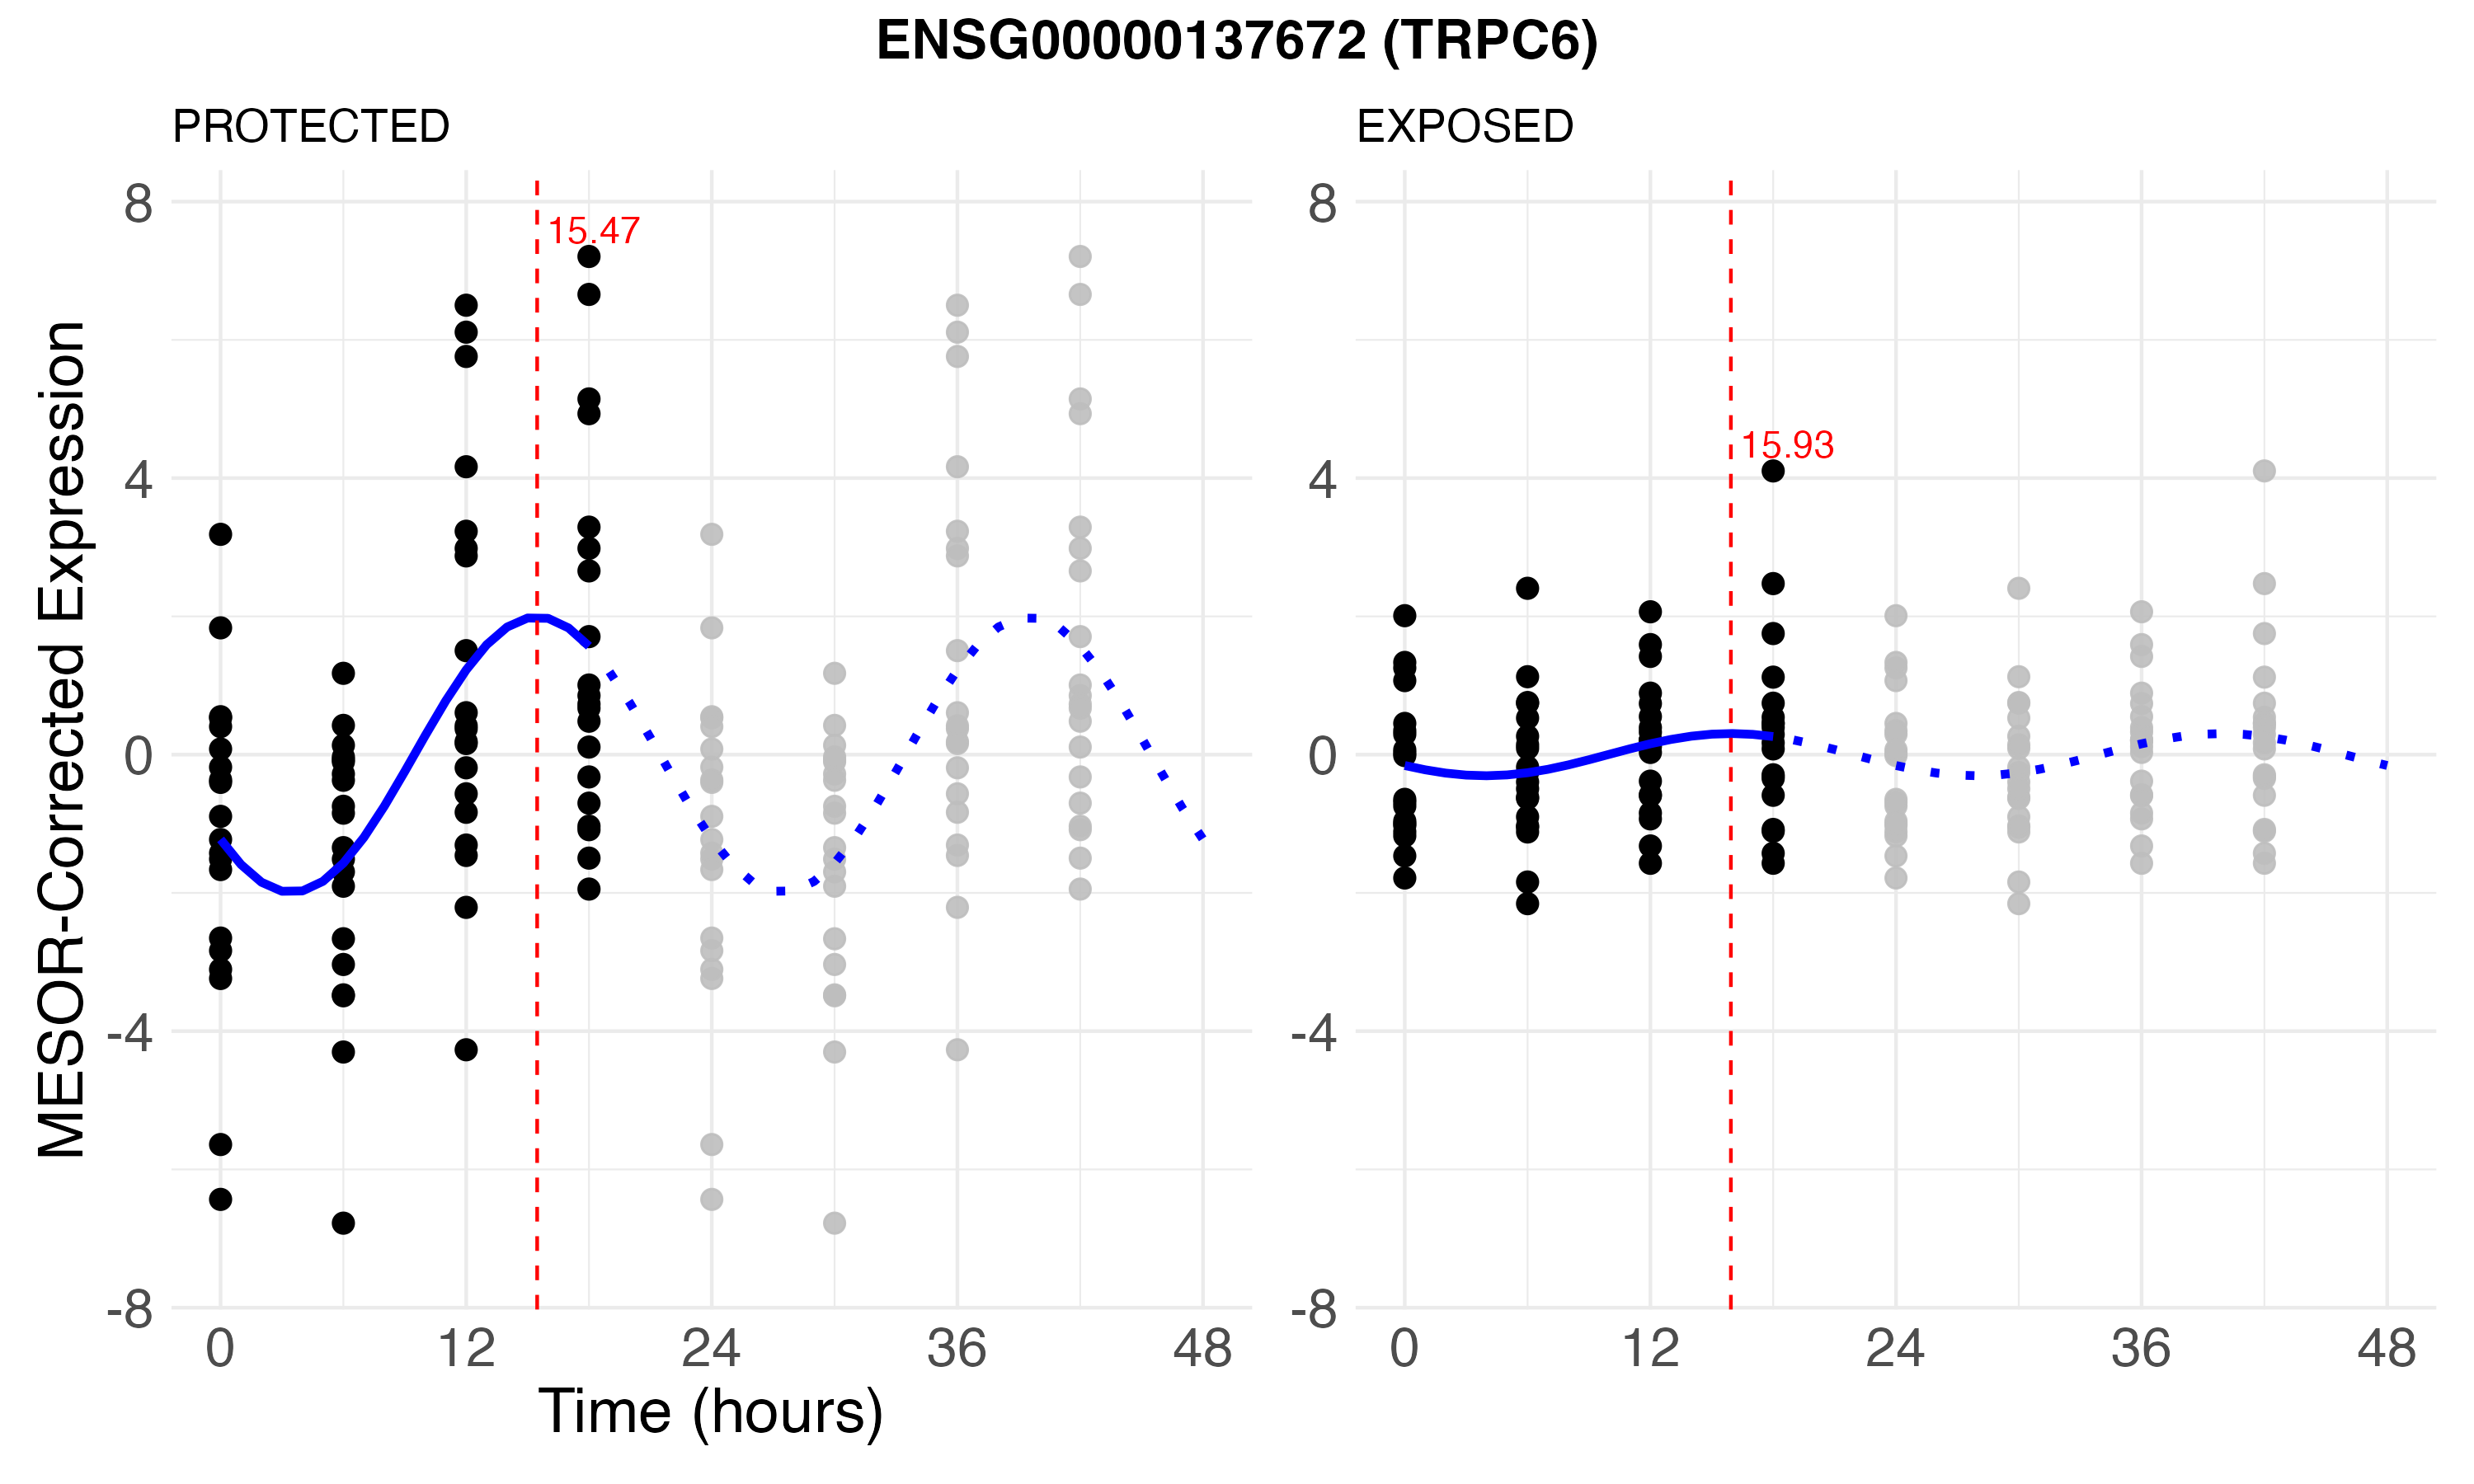 ENSG00000137672 (TRPC6)
PROTECTED
EXPOSED
MESOR-Corrected Expression
8
4
0
-4
-8
15.47
0 12 24 36 48
8
4
0
-4
-8
15.93
0 12 24 36 48
Time (hours)